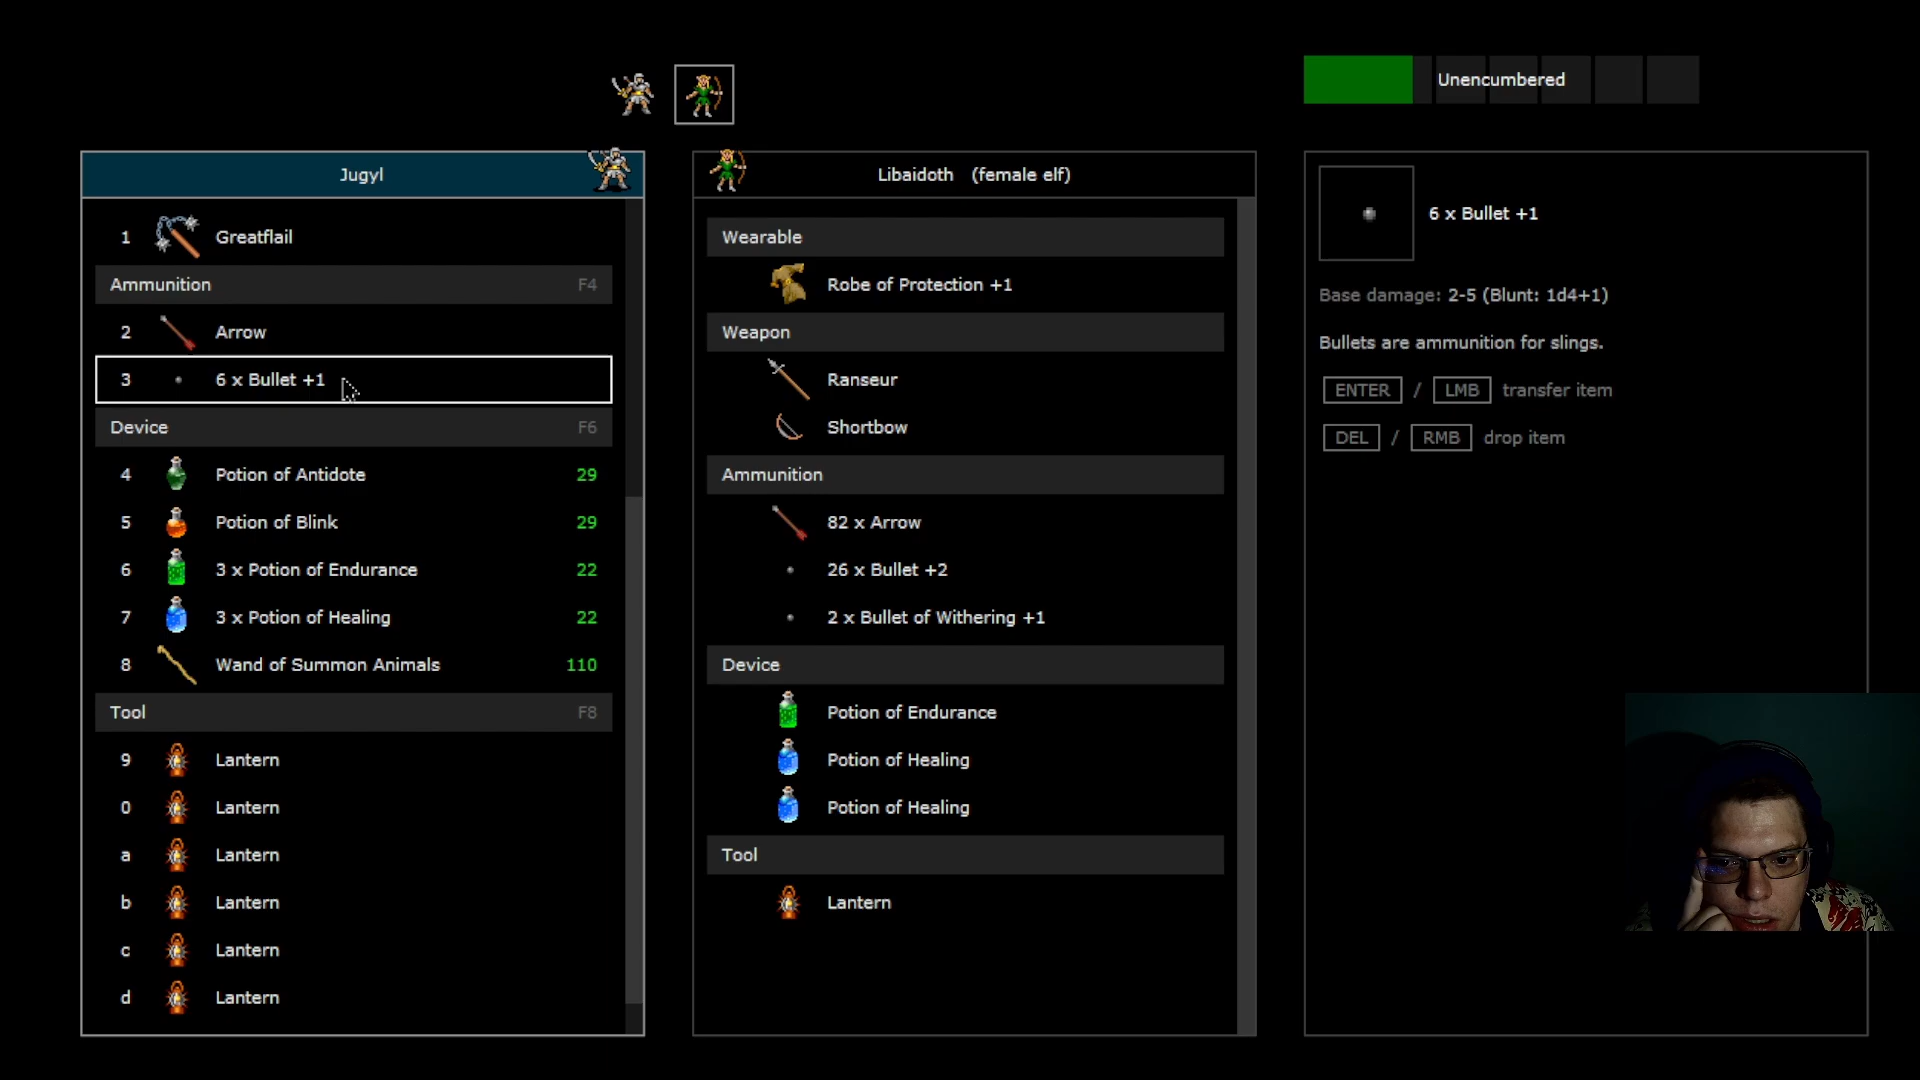 Unencumbered
Jugyl
1 Greatflail
Ammunition F4
2 Arrow
3 6 x Bullet +1
Device F6
4 Potion of Antidote 29
5 Potion of Blink 29
6 3 x Potion of Endurance 22
7 3 x Potion of Healing 22
8 Wand of Summon Animals 110
Tool F8
9 Lantern
0 Lantern
a Lantern
b Lantern
c Lantern
d Lantern
Libaidoth (female elf)
Wearable
Robe of Protection +1
Weapon
Ranseur
Shortbow
Ammunition
82 x Arrow
26 x Bullet +2
2 x Bullet of Withering +1
Device
Potion of Endurance
Potion of Healing
Potion of Healing
Tool
Lantern
6 x Bullet +1
Base damage: 2-5 (Blunt: 1d4+1)
Bullets are ammunition for slings.
ENTER / LMB transfer item
DEL / RMB drop item